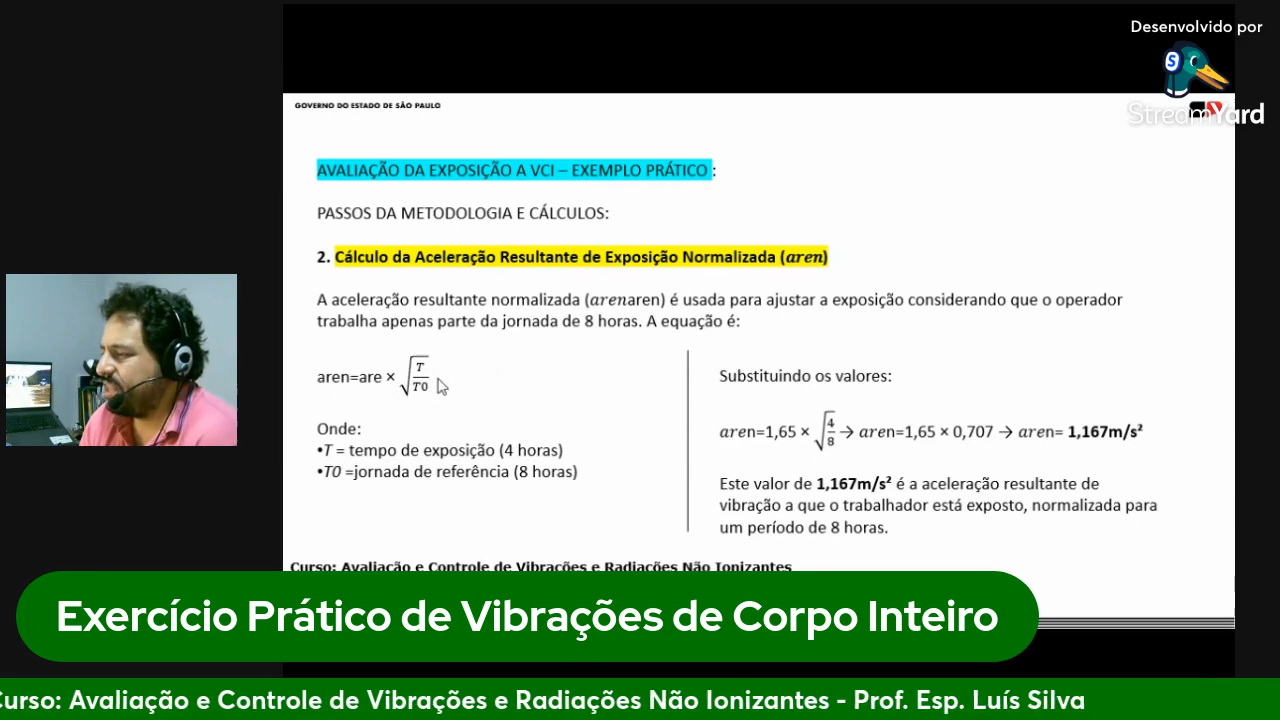 Desenvolvido por
StreamYard
GOVERNO DO ESTADO DE SÃO PAULO
AVALIAÇÃO DA EXPOSIÇÃO A VCI – EXEMPLO PRÁTICO :
PASSOS DA METODOLOGIA E CÁLCULOS:
2. Cálculo da Aceleração Resultante de Exposição Normalizada (aren)
A aceleração resultante normalizada (arenaren) é usada para ajustar a exposição considerando que o operador
trabalha apenas parte da jornada de 8 horas. A equação é:
aren=are × √(T/T0)
Onde:
•T = tempo de exposição (4 horas)
•T0 =jornada de referência (8 horas)
Substituindo os valores:
aren=1,65 × √(4/8) → aren=1,65 × 0,707 → aren= 1,167m/s²
Este valor de 1,167m/s² é a aceleração resultante de
vibração a que o trabalhador está exposto, normalizada para
um período de 8 horas.
Curso: Avaliação e Controle de Vibrações e Radiações Não Ionizantes
Exercício Prático de Vibrações de Corpo Inteiro
Curso: Avaliação e Controle de Vibrações e Radiações Não Ionizantes - Prof. Esp. Luís Silva